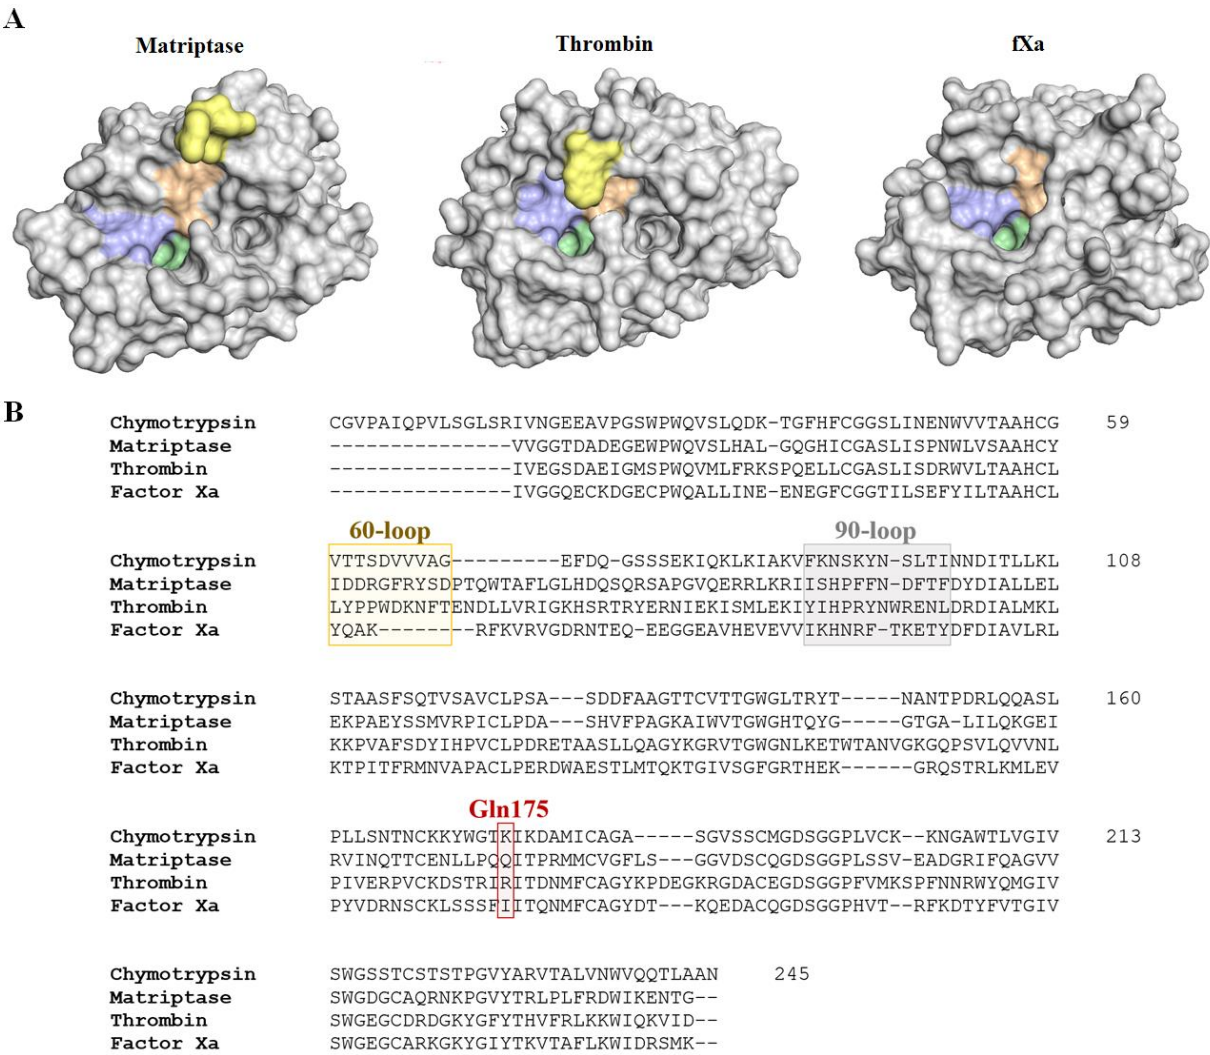 A
Matriptase Thrombin fXa
B
Chymotrypsin CGVPAIQPVLSGLSRIVNGEEAVPGSWPWQVSLQDK-TGFHFCGGSLINENWVVTAAHCG 59
Matriptase ---------------VVGGTDADEGEWPWQVSLHAL-GQGHICGASLISPNWLVSAAHCY
Thrombin ---------------IVEGSDAEIGMSPWQVMLFRKSPQELLCGASLISDRWVLTAAHCL
Factor Xa ---------------IVGGQECKDGECPWQALLINE-ENEGFCGGTILSEFYILTAAHCL
60-loop 90-loop
Chymotrypsin VTTSDVVVAG---------EFDQ-GSSSEKIQKLKIAKVFKNSKYN-SLTINNDITLLKL 108
Matriptase IDDRGFRYSDPTQWTAFLGLHDQSQRSAPGVQERRLKRIISHPFFN-DFTFDYDIALLEL
Thrombin LYPPWDKNFTENDLLVRIGKHSRTRYERNIEKISMLEKIYIHPRYNWRENLDRDIALMKL
Factor Xa YQAK--------RFKVRVGDRNTEQ-EEGGEAVHEVEVVIKHNRF-TKETYDFDIAVLRL
Chymotrypsin STAASFSQTVSAVCLPSA---SDDFAAGTTCVTTGWGLTRYT-----NANTPDRLQQASL 160
Matriptase EKPAEYSSMVRPICLPDA---SHVFPAGKAIWVTGWGHTQYG-----GTGA-LILQKGEI
Thrombin KKPVAFSDYIHPVCLPDRETAASLLQAGYKGRVTGWGNLKETWTANVGKGQPSVLQVVNL
Factor Xa KTPITFRMNVAPACLPERDWAESTLMTQKTGIVSGFGRTHEK------GRQSTRLKMLEV
Gln175
Chymotrypsin PLLSNTNCKKYWGTKIKDAMICAGA-----SGVSSCMGDSGGPLVCK--KNGAWTLVGIV 213
Matriptase RVINQTTCENLLPQQITPRMMCVGFLS---GGVDSCQGDSGGPLSSV-EADGRIFQAGVV
Thrombin PIVERPVCKDSTRIRITDNMFCAGYKPDEGKRGDACEGDSGGPFVMKSPFNNRWYQMGIV
Factor Xa PYVDRNSCKLSSSFIITQNMFCAGYDT---KQEDACQGDSGGPHVT--RFKDTYFVTGIV
Chymotrypsin SWGSSTCSTSTPGVYARVTALVNWVQQTLAAN 245
Matriptase SWGDGCAQRNKPGVYTRLPLFRDWIKENTG--
Thrombin SWGEGCDRDGKYGFYTHVFRLKKWIQKVID--
Factor Xa SWGEGCARKGKYGIYTKVTAFLKWIDRSMK--